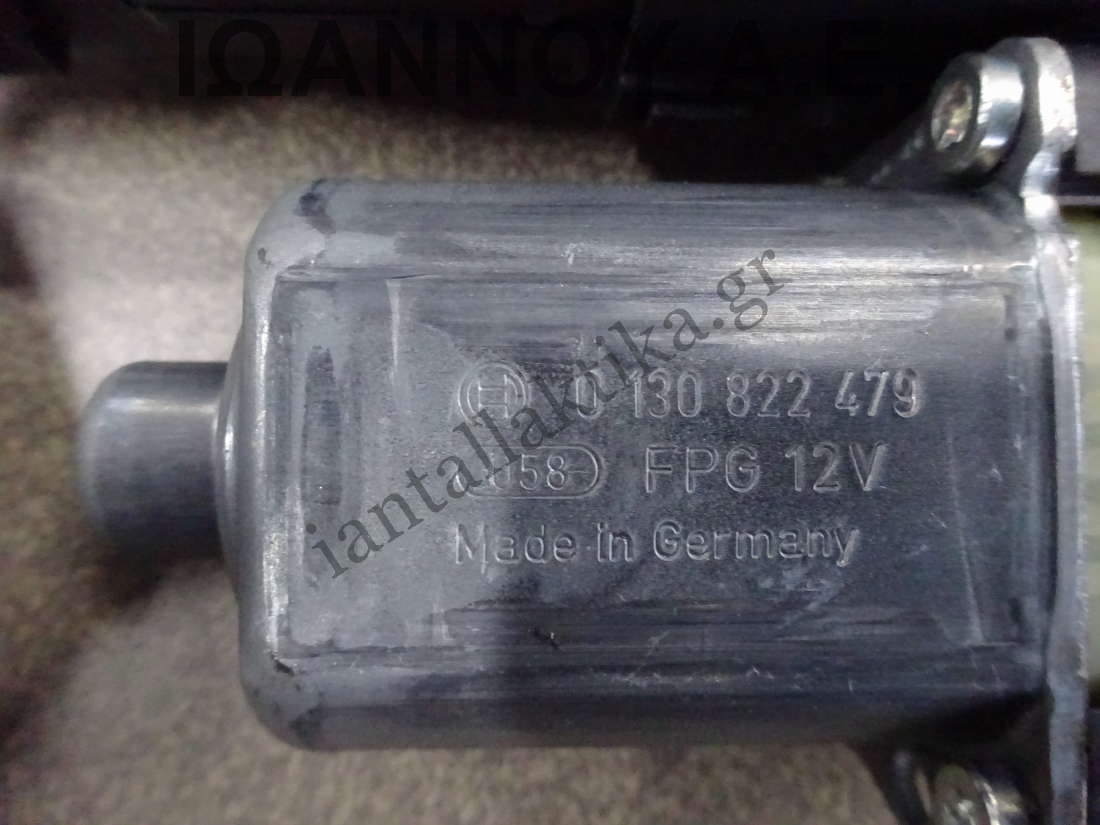 ΙΩΑΝΝΟΥ Α.Ε.
0 130 822 479
FPG 12V
Made in Germany
iantallaktika.gr